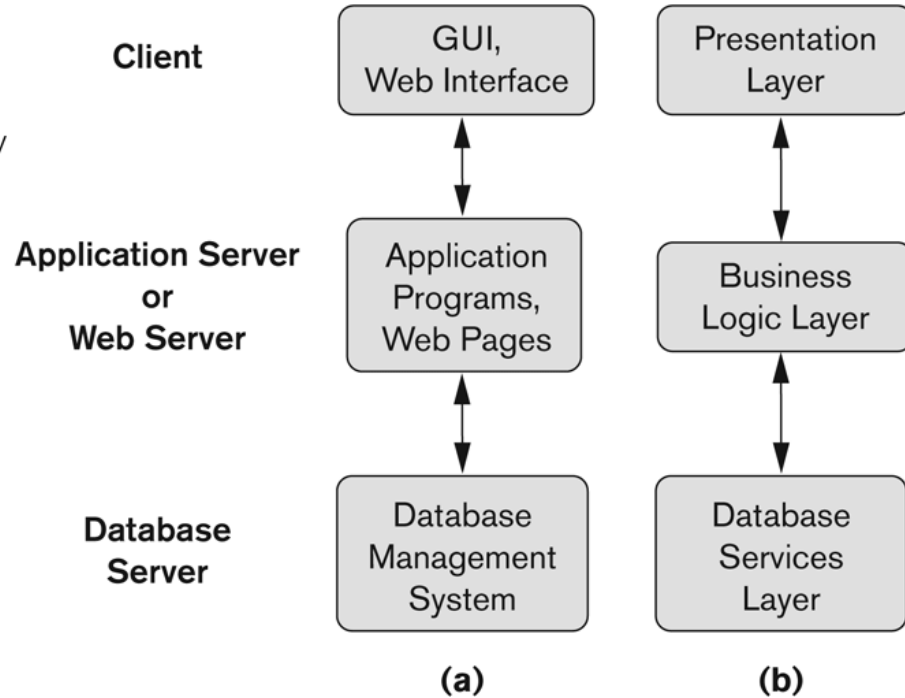 Client
GUI,
Web Interface
Presentation
Layer
Application Server
or
Web Server
Application
Programs,
Web Pages
Business
Logic Layer
Database
Server
Database
Management
System
Database
Services
Layer
(a)
(b)